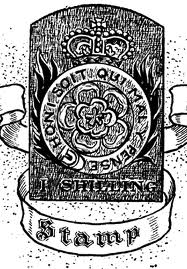 HONI SOIT QUI MAL Y PENSE
1 SHILLING
Stamp